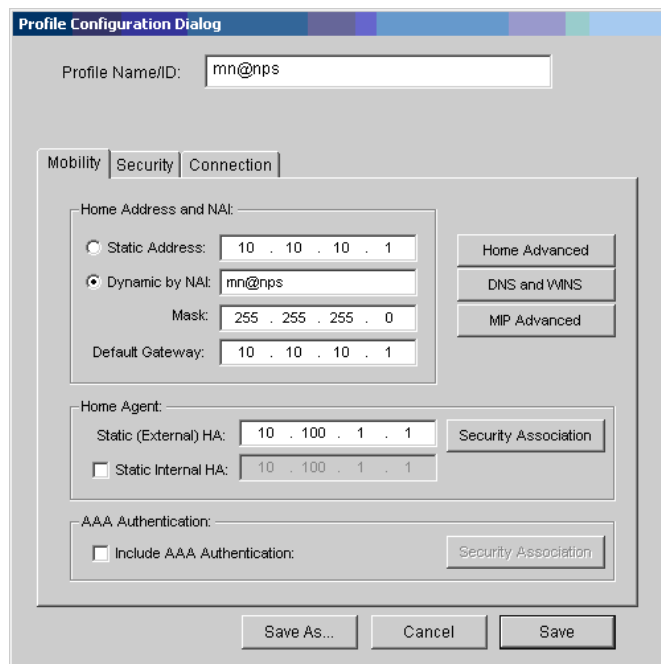 Profile Configuration Dialog
Profile Name/ID: mn@nps
Mobility Security Connection
Home Address and NAI:
Static Address: 10 . 10 . 10 . 1 Home Advanced
Dynamic by NAI: mn@nps DNS and WINS
Mask: 255 . 255 . 255 . 0 MIP Advanced
Default Gateway: 10 . 10 . 10 . 1
Home Agent:
Static (External) HA: 10 . 100 . 1 . 1 Security Association
Static Internal HA: 10 . 100 . 1 . 1
AAA Authentication:
Include AAA Authentication: Security Association
Save As... Cancel Save